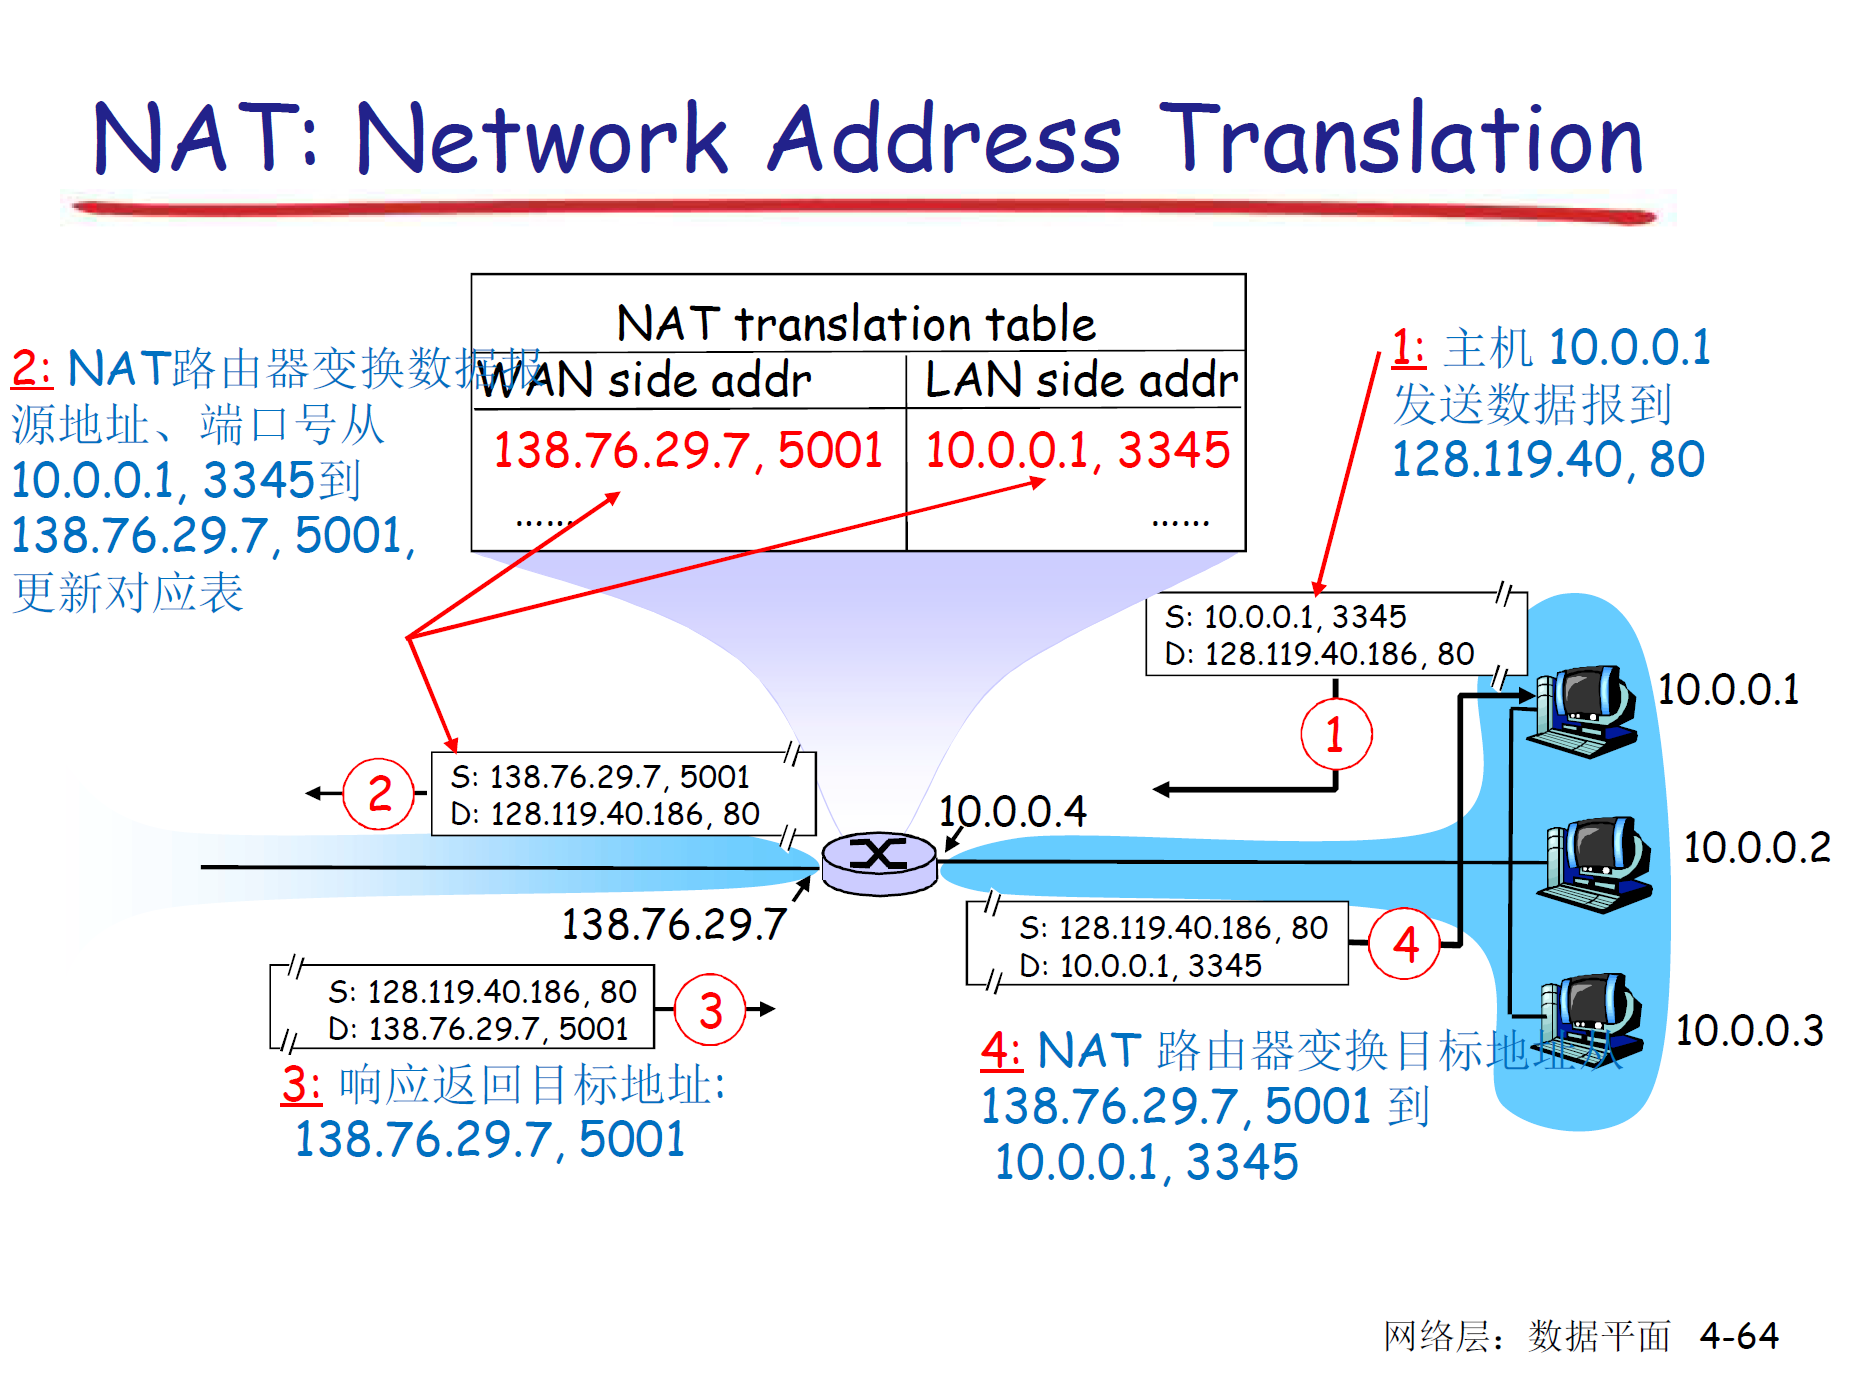 NAT: Network Address Translation
2: NAT路由器变换数据报
源地址、端口号从
10.0.0.1, 3345到
138.76.29.7, 5001,
更新对应表
NAT translation table
WAN side addr LAN side addr
138.76.29.7, 5001 10.0.0.1, 3345
...... ......
1: 主机 10.0.0.1
发送数据报到
128.119.40, 80
S: 10.0.0.1, 3345
D: 128.119.40.186, 80
1
10.0.0.1
2
S: 138.76.29.7, 5001
D: 128.119.40.186, 80
10.0.0.4
10.0.0.2
138.76.29.7
S: 128.119.40.186, 80
D: 10.0.0.1, 3345
4
S: 128.119.40.186, 80
D: 138.76.29.7, 5001
3
10.0.0.3
3: 响应返回目标地址:
138.76.29.7, 5001
4: NAT 路由器变换目标地址从
138.76.29.7, 5001 到
10.0.0.1, 3345
网络层：数据平面 4-64